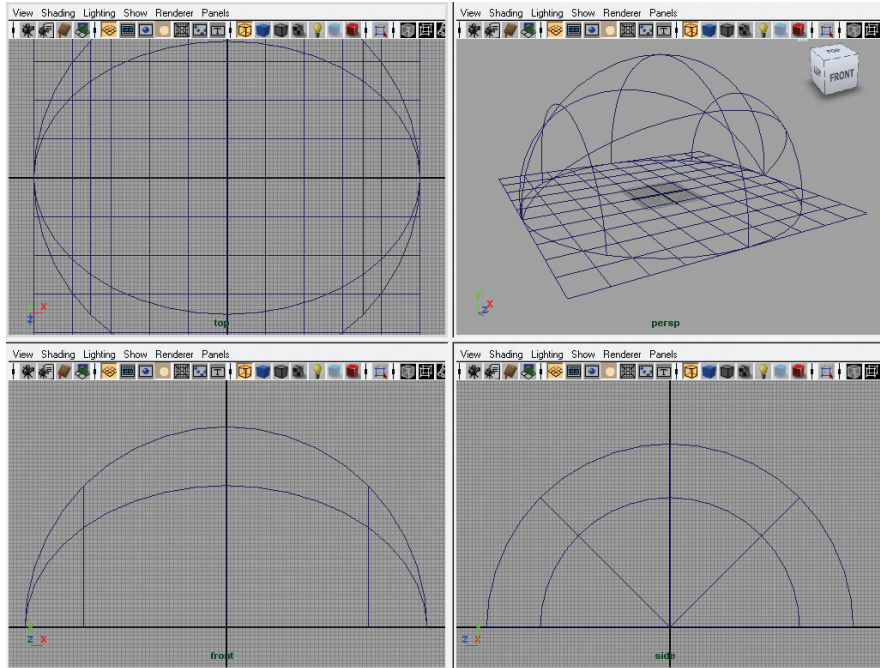 View Shading Lighting Show Renderer Panels
top
y x
z
View Shading Lighting Show Renderer Panels
TOP
FRONT
persp
y x
z
View Shading Lighting Show Renderer Panels
front
y
z x
View Shading Lighting Show Renderer Panels
side
y
z x